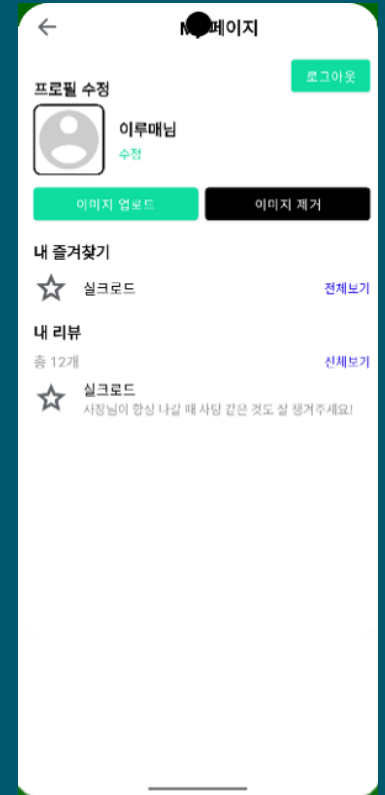 페이지
로그아웃
프로필 수정
이루매님
수정
이미지 업로드
이미지 제거
내 즐겨찾기
실크로드
전체보기
내 리뷰
총 12개
전체보기
실크로드
사장님이 항상 나갈 때 사탕 같은 것도 잘 챙겨주세요!